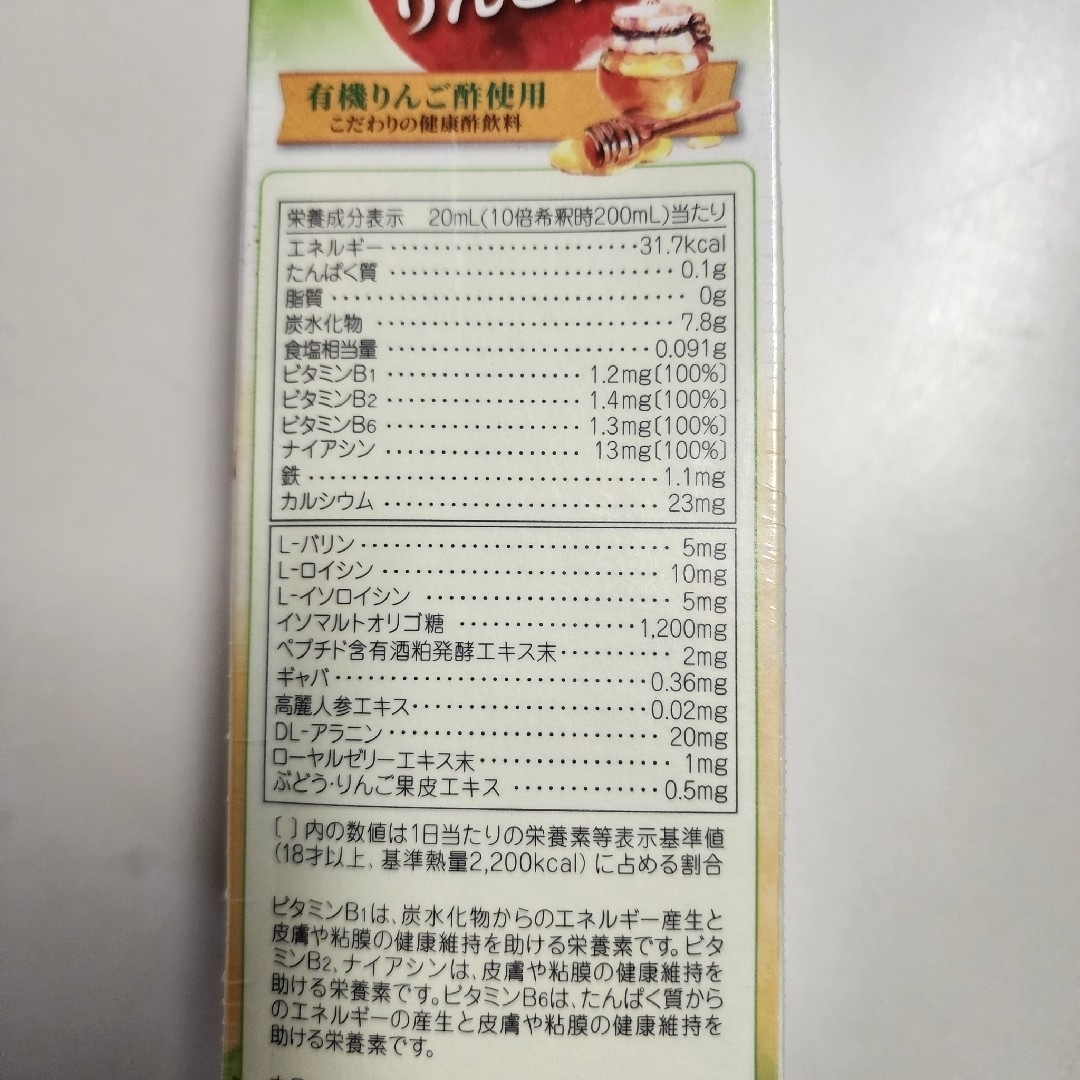 りんご
有機りんご酢使用
こだわりの健康酢飲料
栄養成分表示 20mL(10倍希釈時200mL)当たり
エネルギー 31.7kcal
たんぱく質 0.1g
脂質 0g
炭水化物 7.8g
食塩相当量 0.091g
ビタミンB1 1.2mg〔100%〕
ビタミンB2 1.4mg〔100%〕
ビタミンB6 1.3mg〔100%〕
ナイアシン 13mg〔100%〕
鉄 1.1mg
カルシウム 23mg
L-バリン 5mg
L-ロイシン 10mg
L-イソロイシン 5mg
イソマルトオリゴ糖 1,200mg
ペプチド含有酒粕発酵エキス末 2mg
ギャバ 0.36mg
高麗人参エキス 0.02mg
DL-アラニン 20mg
ローヤルゼリーエキス末 1mg
ぶどう・りんご果皮エキス 0.5mg
〔 〕内の数値は1日当たりの栄養素等表示基準値
(18才以上、基準熱量2,200kcal)に占める割合
ビタミンB1は、炭水化物からのエネルギー産生と
皮膚や粘膜の健康維持を助ける栄養素です。ビタ
ミンB2、ナイアシンは、皮膚や粘膜の健康維持を
助ける栄養素です。ビタミンB6は、たんぱく質から
のエネルギーの産生と皮膚や粘膜の健康維持を
助ける栄養素です。